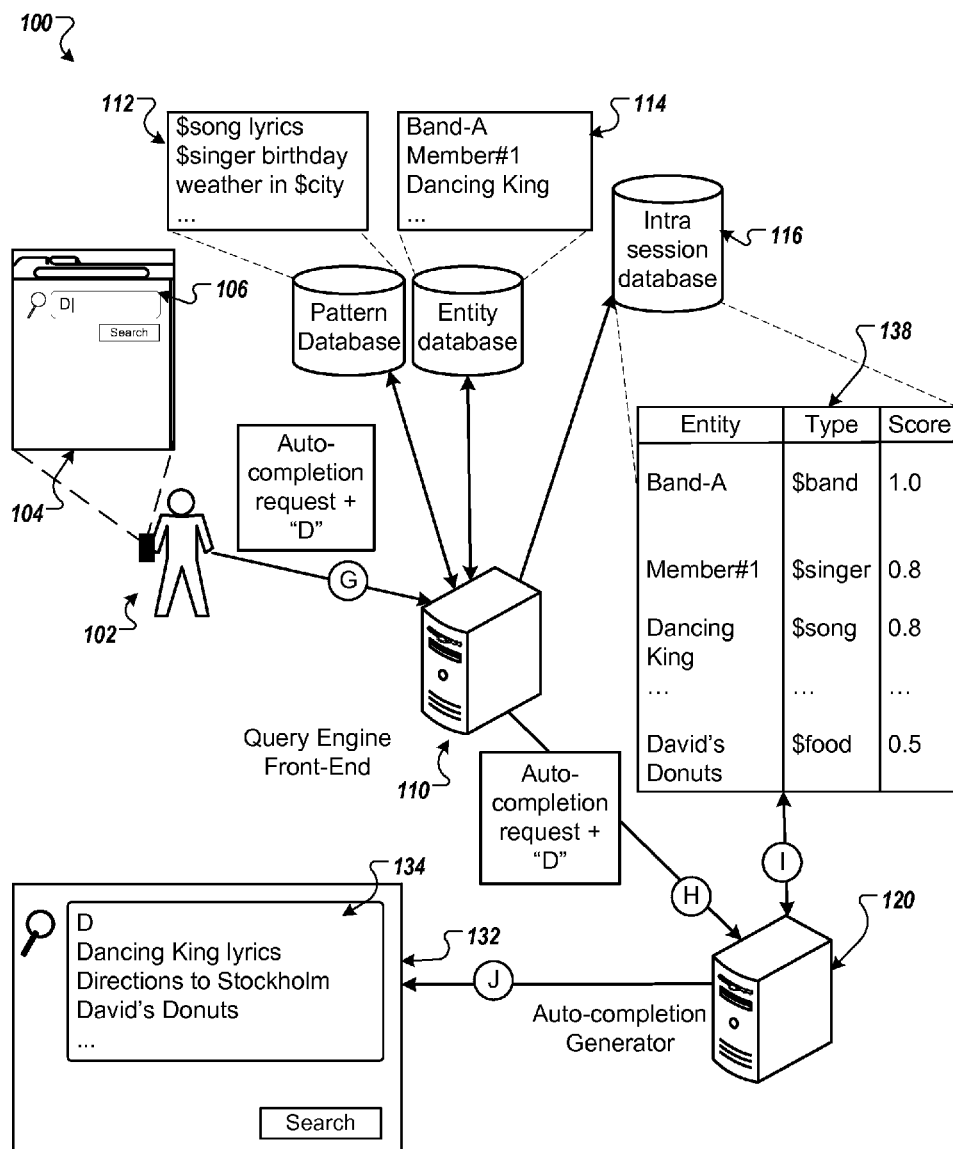 100
112
$song lyrics
$singer birthday
weather in $city
...
Band-A
Member#1
Dancing King
...
114
Intra
session
database
116
D|
Search
106
Pattern
Database
Entity
database
138
104
Auto-
completion
request +
“D”
G
102
Entity Type Score
Band-A $band 1.0
Member#1 $singer 0.8
Dancing $song 0.8
King
... ... ...
David's $food 0.5
Donuts
Query Engine
Front-End
110
Auto-
completion
request +
“D”
H
I
120
134
D
Dancing King lyrics
Directions to Stockholm
David's Donuts
...
132
J
Auto-completion
Generator
Search